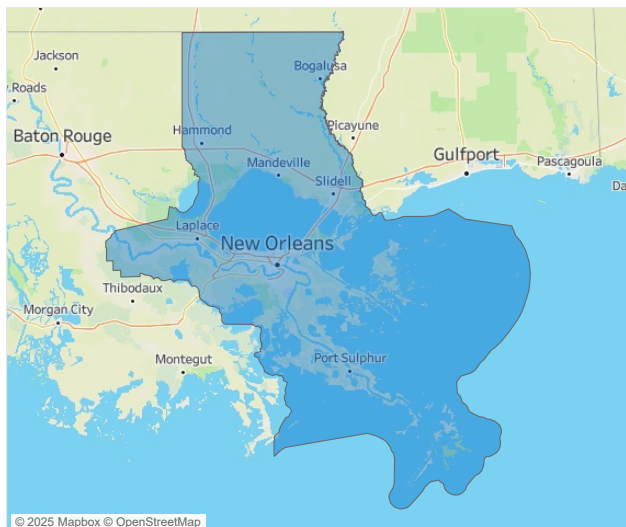 Jackson
Bogalusa
Roads
Picayune
Baton Rouge
Hammond
Gulfport
Mandeville
Pascagoula
Slidell
Da
Laplace
New Orleans
Thibodaux
Morgan City
Montegut
Port Sulphur
© 2025 Mapbox © OpenStreetMap